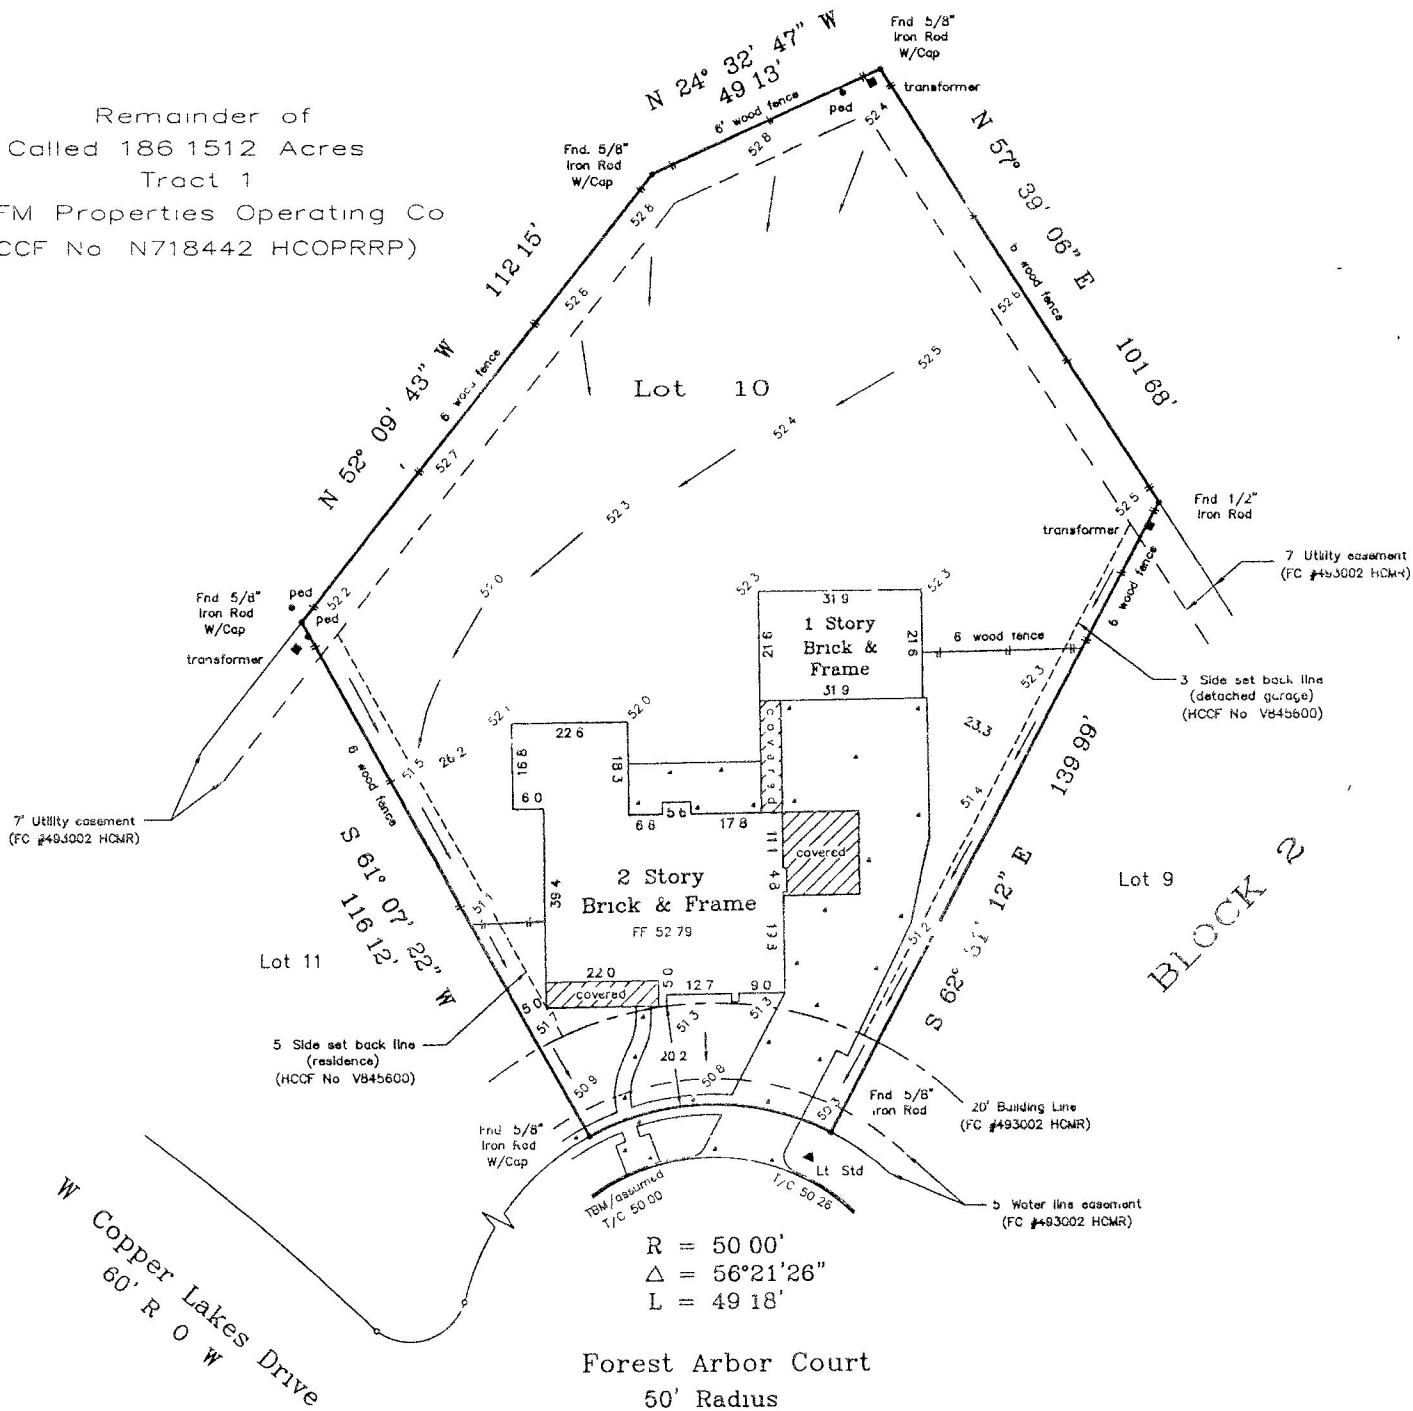 Fnd 5/8"
Iron Rod
W/Cap
N 24° 32' 47" W
49 13'
6' wood fence
ped
transformer
52.4
52.8
Remainder of
Called 186 1512 Acres
Tract 1
FM Properties Operating Co
CCF No N718442 HCOPRRP)
Fnd. 5/8"
Iron Rod
W/Cap
52.8
N 57° 39' 06" E
101 68'
6 wood fence
52.6
112 15'
N 52° 09' 43" W
52.6
6 wood fence
52.7
Lot 10
52.5
52.4
52.3
52.0
52.5
Fnd 1/2"
Iron Rod
transformer
7 Utility easement
(FC #493002 HCMR)
6 wood fence
Fnd 5/8"
Iron Rod
W/Cap
ped
ped
52.2
transformer
52.3
52.3
31 9
1 Story
Brick &
Frame
21 9
21 6
31 9
6 wood fence
52.3
3 Side set back line
(detached garage)
(HCCF No V845600)
23.3
139 99'
S 62° 31' 12" E
51.4
51.2
52.1
52.0
22 6
16 8
18 3
6 0
covered
26.2
51.5
6 wood fence
7' Utility easement
(FC #493002 HCMR)
S 61° 07' 22" W
116 12'
51.1
6 8
5 6
17 8
11 1
4 8
covered
39 4
2 Story
Brick & Frame
FF 52 79
13 3
Lot 9
BLOCK 2
Lot 11
22 0
covered
5 0
12 7
9 0
5 0
51.7
51.3
51.3
20 2
50.8
50.9
50.3
5 Side set back line
(residence)
(HCCF No V845600)
Fnd 5/8"
Iron Rod
20' Building Line
(FC #493002 HCMR)
Fnd 5/8"
Iron Rod
W/Cap
Lt Std
TBM/assumed
T/C 50 00
T/C 50 26
5 Water line easement
(FC #493002 HCMR)
R = 50 00'
Δ = 56°21'26"
L = 49 18'
W Copper Lakes Drive
60' R O W
Forest Arbor Court
50' Radius